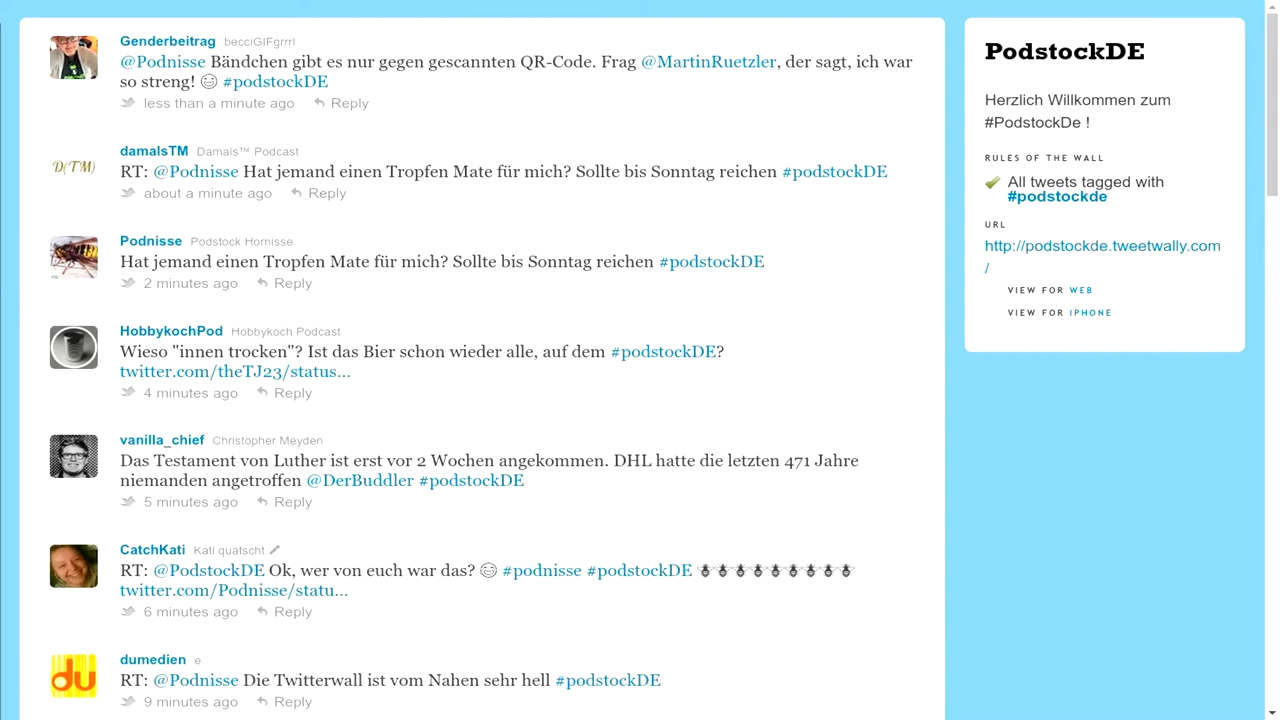 Genderbeitrag becciGIFgrrrl
@Podnisse Bändchen gibt es nur gegen gescannten QR-Code. Frag @MartinRuetzler, der sagt, ich war
so streng! 😄 #podstockDE
less than a minute ago Reply
D(TM)
damalsTM Damals™ Podcast
RT: @Podnisse Hat jemand einen Tropfen Mate für mich? Sollte bis Sonntag reichen #podstockDE
about a minute ago Reply
Podnisse Podstock Hornisse
Hat jemand einen Tropfen Mate für mich? Sollte bis Sonntag reichen #podstockDE
2 minutes ago Reply
HobbykochPod Hobbykoch Podcast
Wieso "innen trocken"? Ist das Bier schon wieder alle, auf dem #podstockDE?
twitter.com/theTJ23/status...
4 minutes ago Reply
vanilla_chief Christopher Meyden
Das Testament von Luther ist erst vor 2 Wochen angekommen. DHL hatte die letzten 471 Jahre
niemanden angetroffen @DerBuddler #podstockDE
5 minutes ago Reply
CatchKati Kati quatscht
RT: @PodstockDE Ok, wer von euch war das? 😄 #podnisse #podstockDE
twitter.com/Podnisse/statu...
6 minutes ago Reply
du
dumedien e
RT: @Podnisse Die Twitterwall ist vom Nahen sehr hell #podstockDE
9 minutes ago Reply
PodstockDE
Herzlich Willkommen zum
#PodstockDe !
RULES OF THE WALL
All tweets tagged with
#podstockde
URL
http://podstockde.tweetwally.com
/
VIEW FOR WEB
VIEW FOR IPHONE